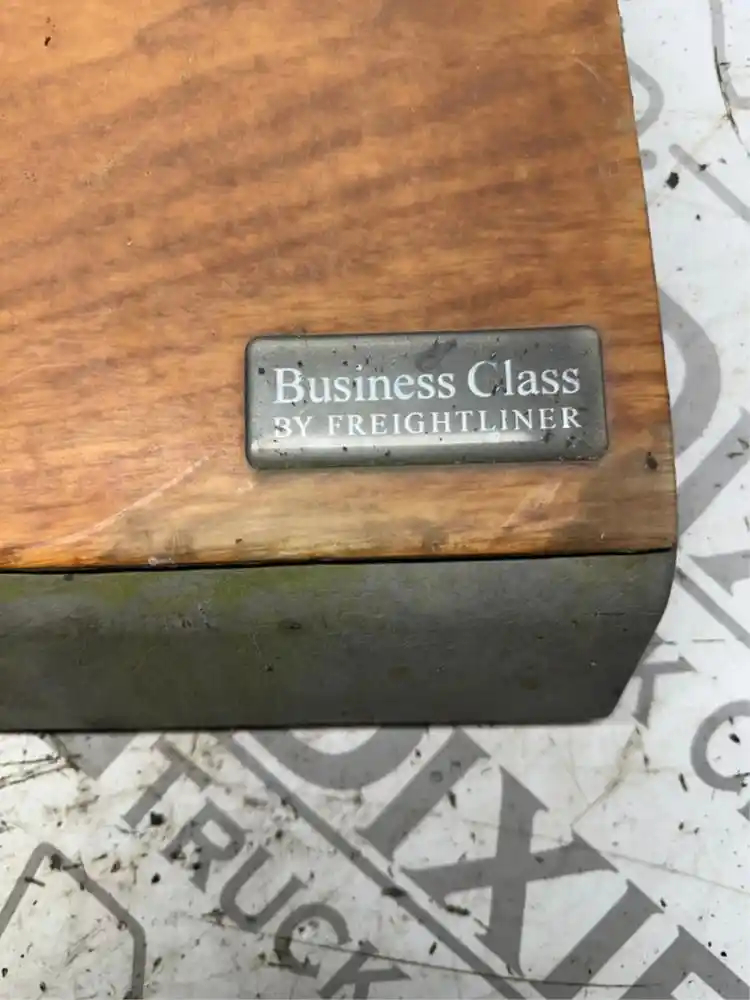 Business Class
BY FREIGHTLINER
DIXIE
TRUCK